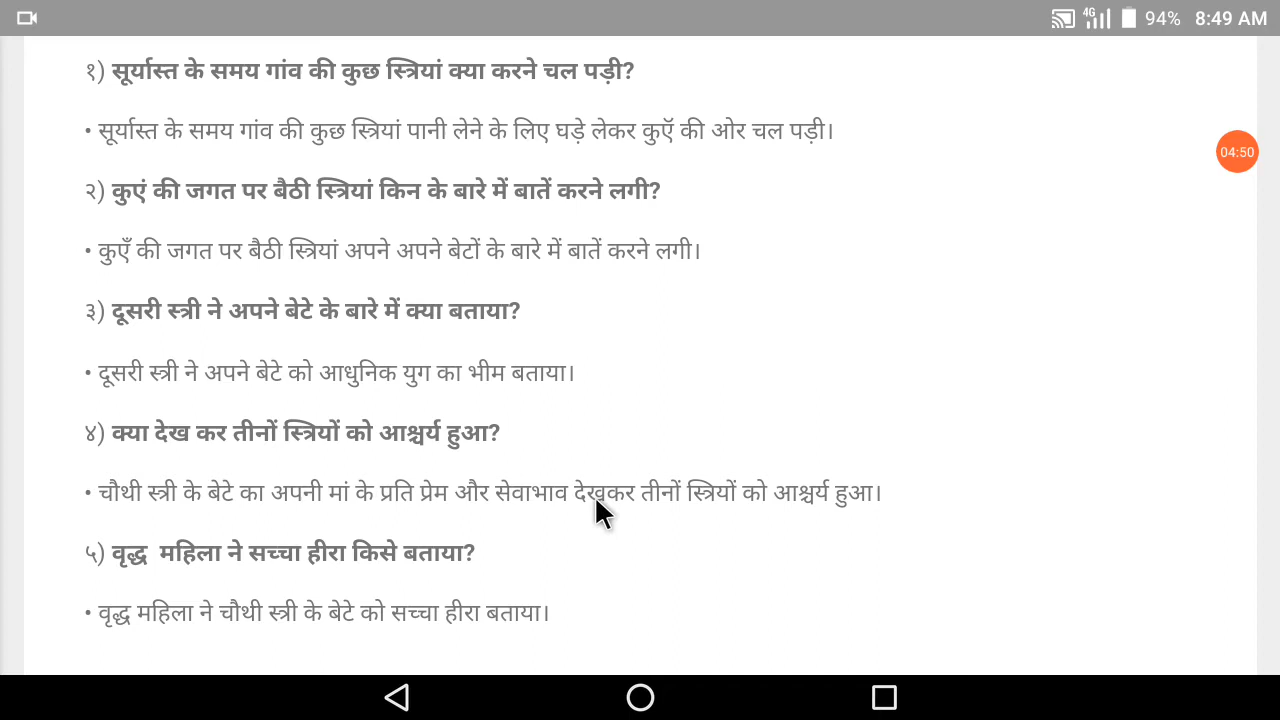 94% 8:49 AM
4G
१) सूर्यास्त के समय गांव की कुछ स्त्रियां क्या करने चल पड़ी?
• सूर्यास्त के समय गांव की कुछ स्त्रियां पानी लेने के लिए घड़े लेकर कुऍ की ओर चल पड़ी।
04:50
२) कुएं की जगत पर बैठी स्त्रियां किन के बारे में बातें करने लगी?
• कुएँ की जगत पर बैठी स्त्रियां अपने अपने बेटों के बारे में बातें करने लगी।
३) दूसरी स्त्री ने अपने बेटे के बारे में क्या बताया?
• दूसरी स्त्री ने अपने बेटे को आधुनिक युग का भीम बताया।
४) क्या देख कर तीनों स्त्रियों को आश्चर्य हुआ?
• चौथी स्त्री के बेटे का अपनी मां के प्रति प्रेम और सेवाभाव देखकर तीनों स्त्रियों को आश्चर्य हुआ।
५) वृद्ध महिला ने सच्चा हीरा किसे बताया?
• वृद्ध महिला ने चौथी स्त्री के बेटे को सच्चा हीरा बताया।